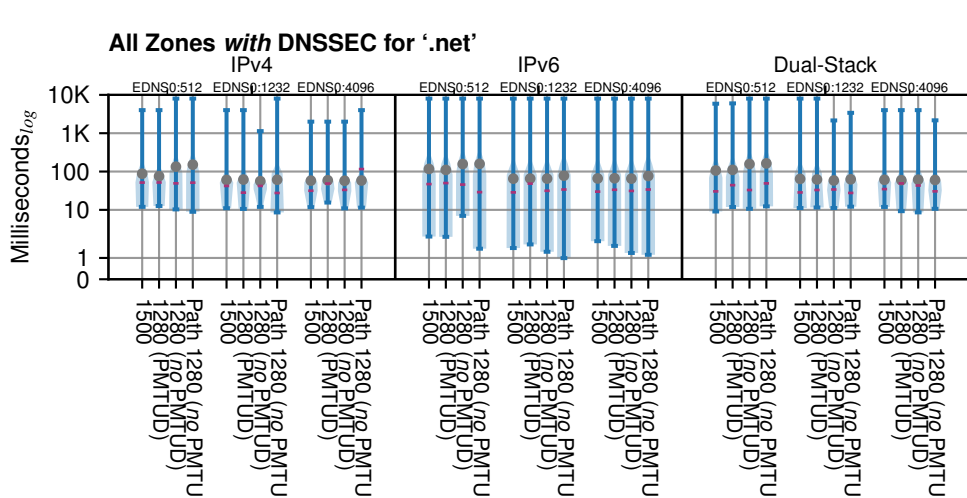 All Zones with DNSSEC for ‘.net’
IPv4
IPv6
Dual-Stack
EDNS0:512
EDNS0:1232
EDNS0:4096
EDNS0:512
EDNS0:1232
EDNS0:4096
EDNS0:512
EDNS0:1232
EDNS0:4096
Milliseconds log
10K
1K
100
10
1
0
1500
1280 (PMTUD)
1280 (no PMTUD)
Path 1280 (no PMTU
1500
1280 (PMTUD)
1280 (no PMTUD)
Path 1280 (no PMTU
1500
1280 (PMTUD)
1280 (no PMTUD)
Path 1280 (no PMTU
1500
1280 (PMTUD)
1280 (no PMTUD)
Path 1280 (no PMTU
1500
1280 (PMTUD)
1280 (no PMTUD)
Path 1280 (no PMTU
1500
1280 (PMTUD)
1280 (no PMTUD)
Path 1280 (no PMTU
1500
1280 (PMTUD)
1280 (no PMTUD)
Path 1280 (no PMTU
1500
1280 (PMTUD)
1280 (no PMTUD)
Path 1280 (no PMTU
1500
1280 (PMTUD)
1280 (no PMTUD)
Path 1280 (no PMTU